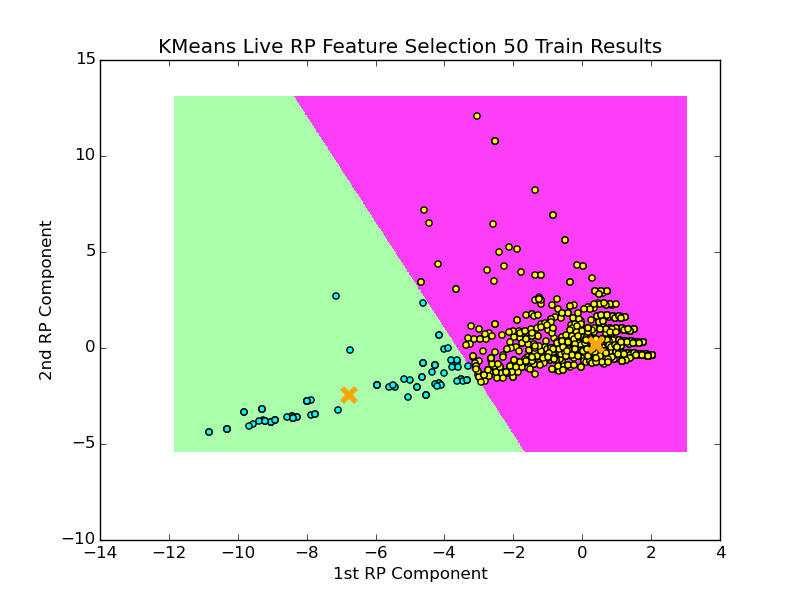 KMeans Live RP Feature Selection 50 Train Results
15
10
5
0
−5
−10
2nd RP Component
−14 −12 −10 −8 −6 −4 −2 0 2 4
1st RP Component